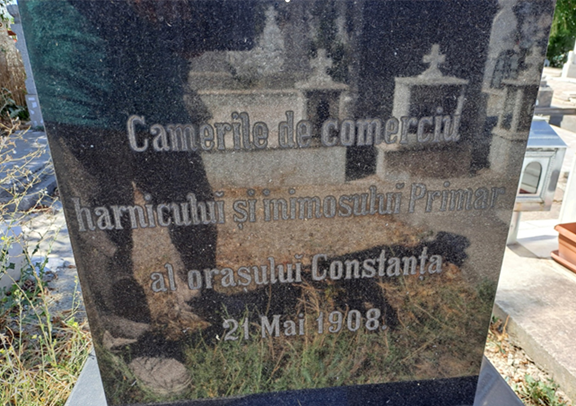 Camerile de comerciu
harnicului și inimosului Primar
al orasului Constanța
21 Mai 1908.